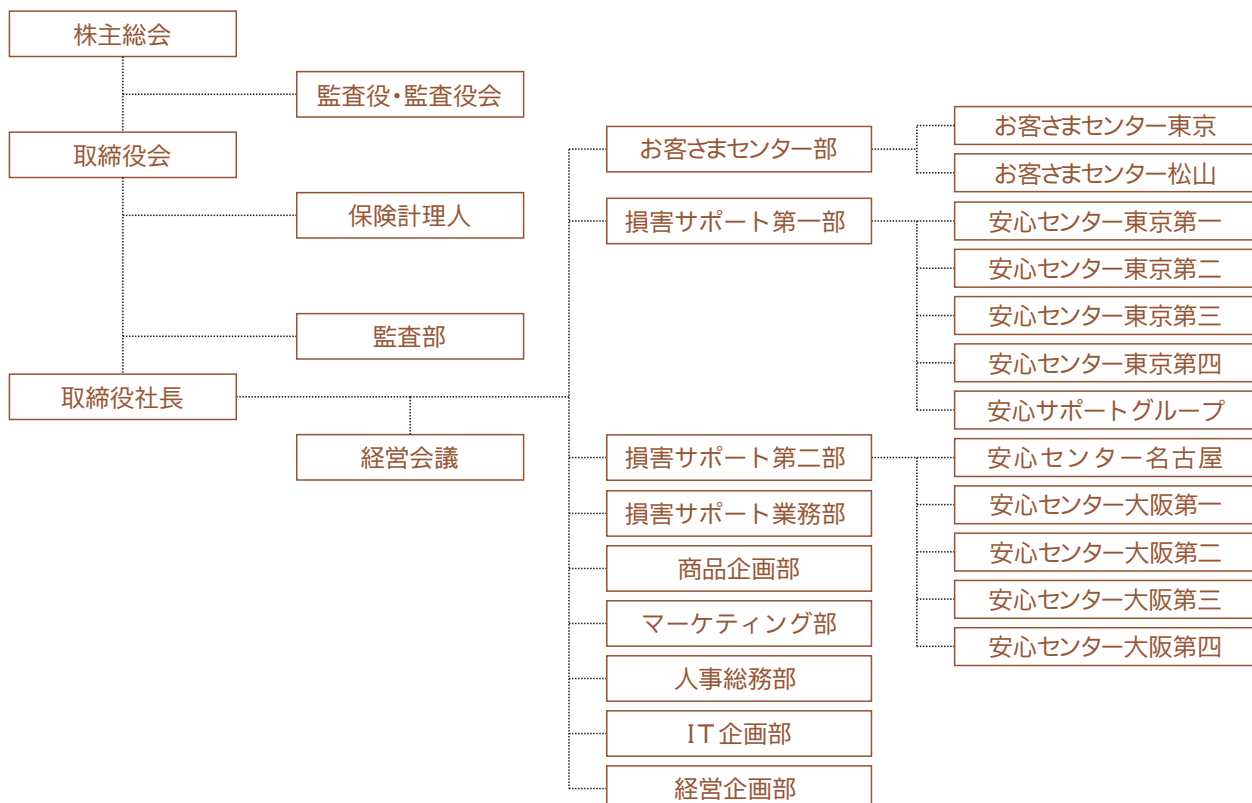 株主総会
監査役・監査役会
取締役会
保険計理人
監査部
取締役社長
経営会議
お客さまセンター部
損害サポート第一部
損害サポート第二部
損害サポート業務部
商品企画部
マーケティング部
人事総務部
IT企画部
経営企画部
お客さまセンター東京
お客さまセンター松山
安心センター東京第一
安心センター東京第二
安心センター東京第三
安心センター東京第四
安心サポートグループ
安心センター名古屋
安心センター大阪第一
安心センター大阪第二
安心センター大阪第三
安心センター大阪第四